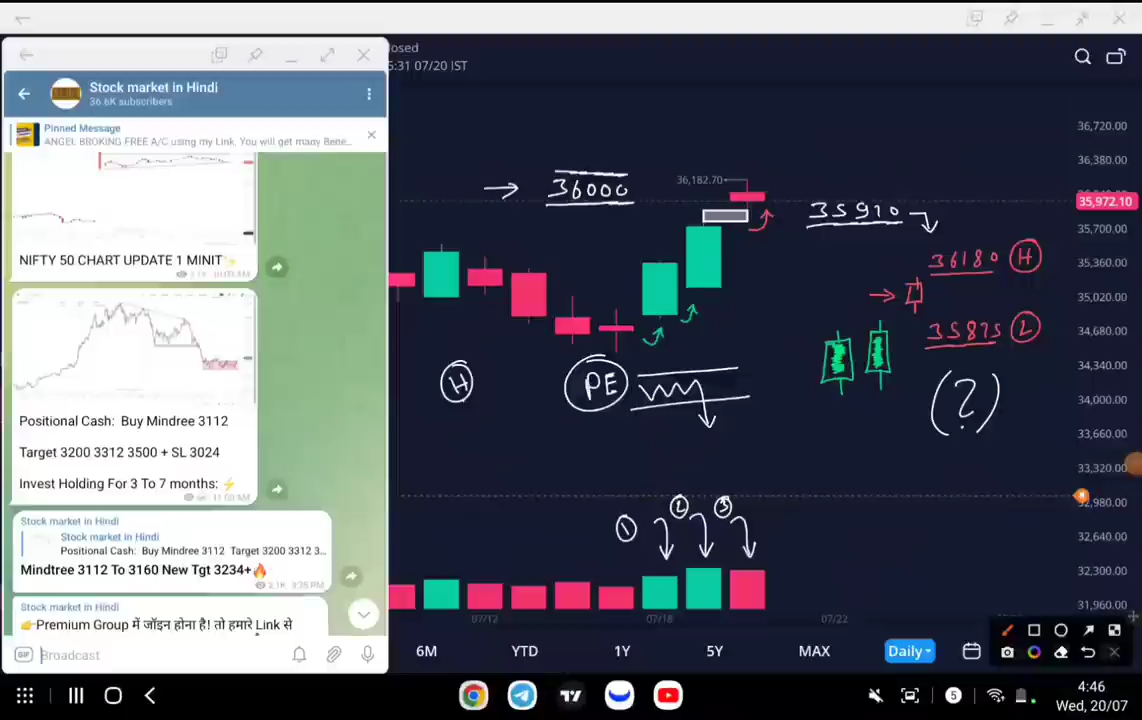 losed
5:31 07/20 IST
Stock market in Hindi
36.6K subscribers
Pinned Message
ANGEL BROKING FREE A/C using my Link. You will get many Bene...
NIFTY 50 CHART UPDATE 1 MINIT
Positional Cash: Buy Mindree 3112
Target 3200 3312 3500 + SL 3024
Invest Holding For 3 To 7 months: ⚡
Stock market in Hindi
Stock market in Hindi
Positional Cash: Buy Mindree 3112 Target 3200 3312 3...
Mindtree 3112 To 3160 New Tgt 3234+🔥
2.1K 3:35 PM
Stock market in Hindi
👉Premium Group में जॉइन होना है! तो हमारे Link से
GIF Broadcast
36000
36,182.70
35910
36180 H
35875 L
(?)
H
PE
1
2
3
36,720.00
36,380.00
35,972.10
35,700.00
35,360.00
35,020.00
34,680.00
34,340.00
34,000.00
33,660.00
33,320.00
32,980.00
32,640.00
32,300.00
31,960.00
07/12
07/18
07/22
6M YTD 1Y 5Y MAX Daily
5
4:46
Wed, 20/07